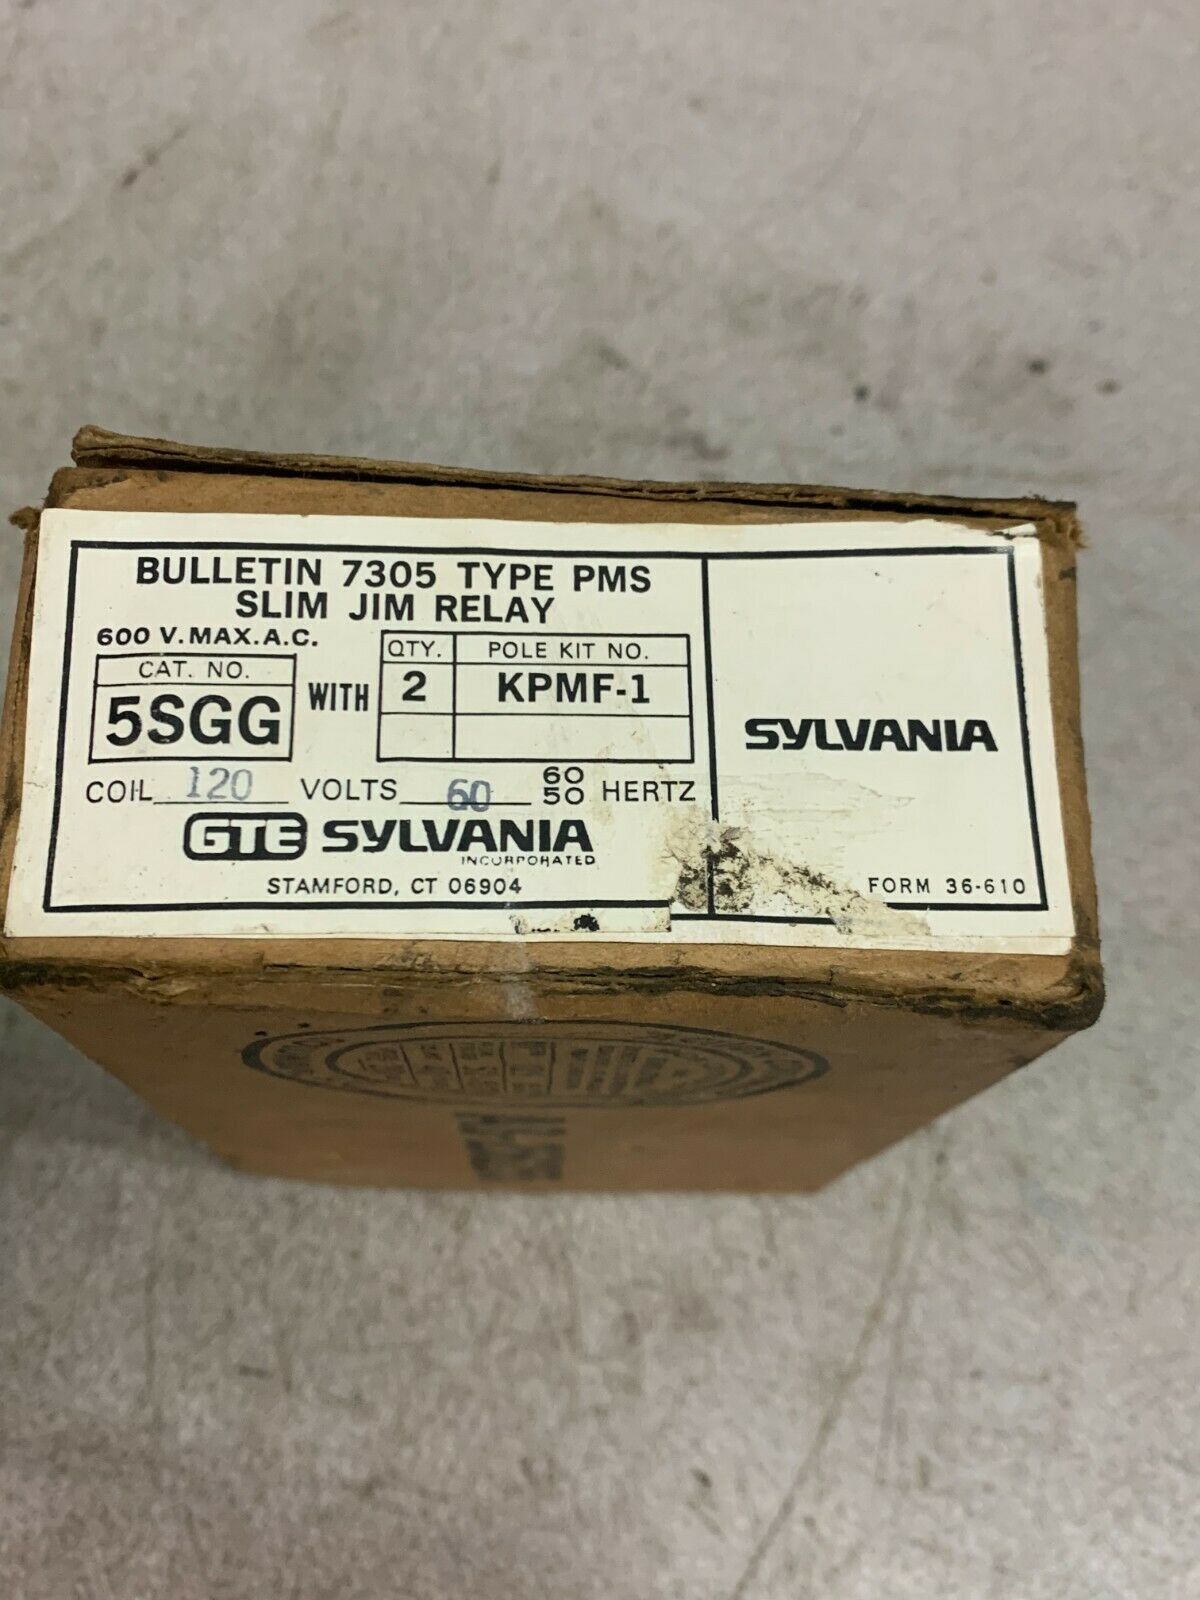 BULLETIN 7305 TYPE PMS
SLIM JIM RELAY
600 V. MAX. A.C.
CAT. NO.
5SGG
WITH
QTY. POLE KIT NO.
2 KPMF-1
COIL 120 VOLTS 60 60 50 HERTZ
GTE SYLVANIA
INCORPORATED
STAMFORD, CT 06904
SYLVANIA
FORM 36-610